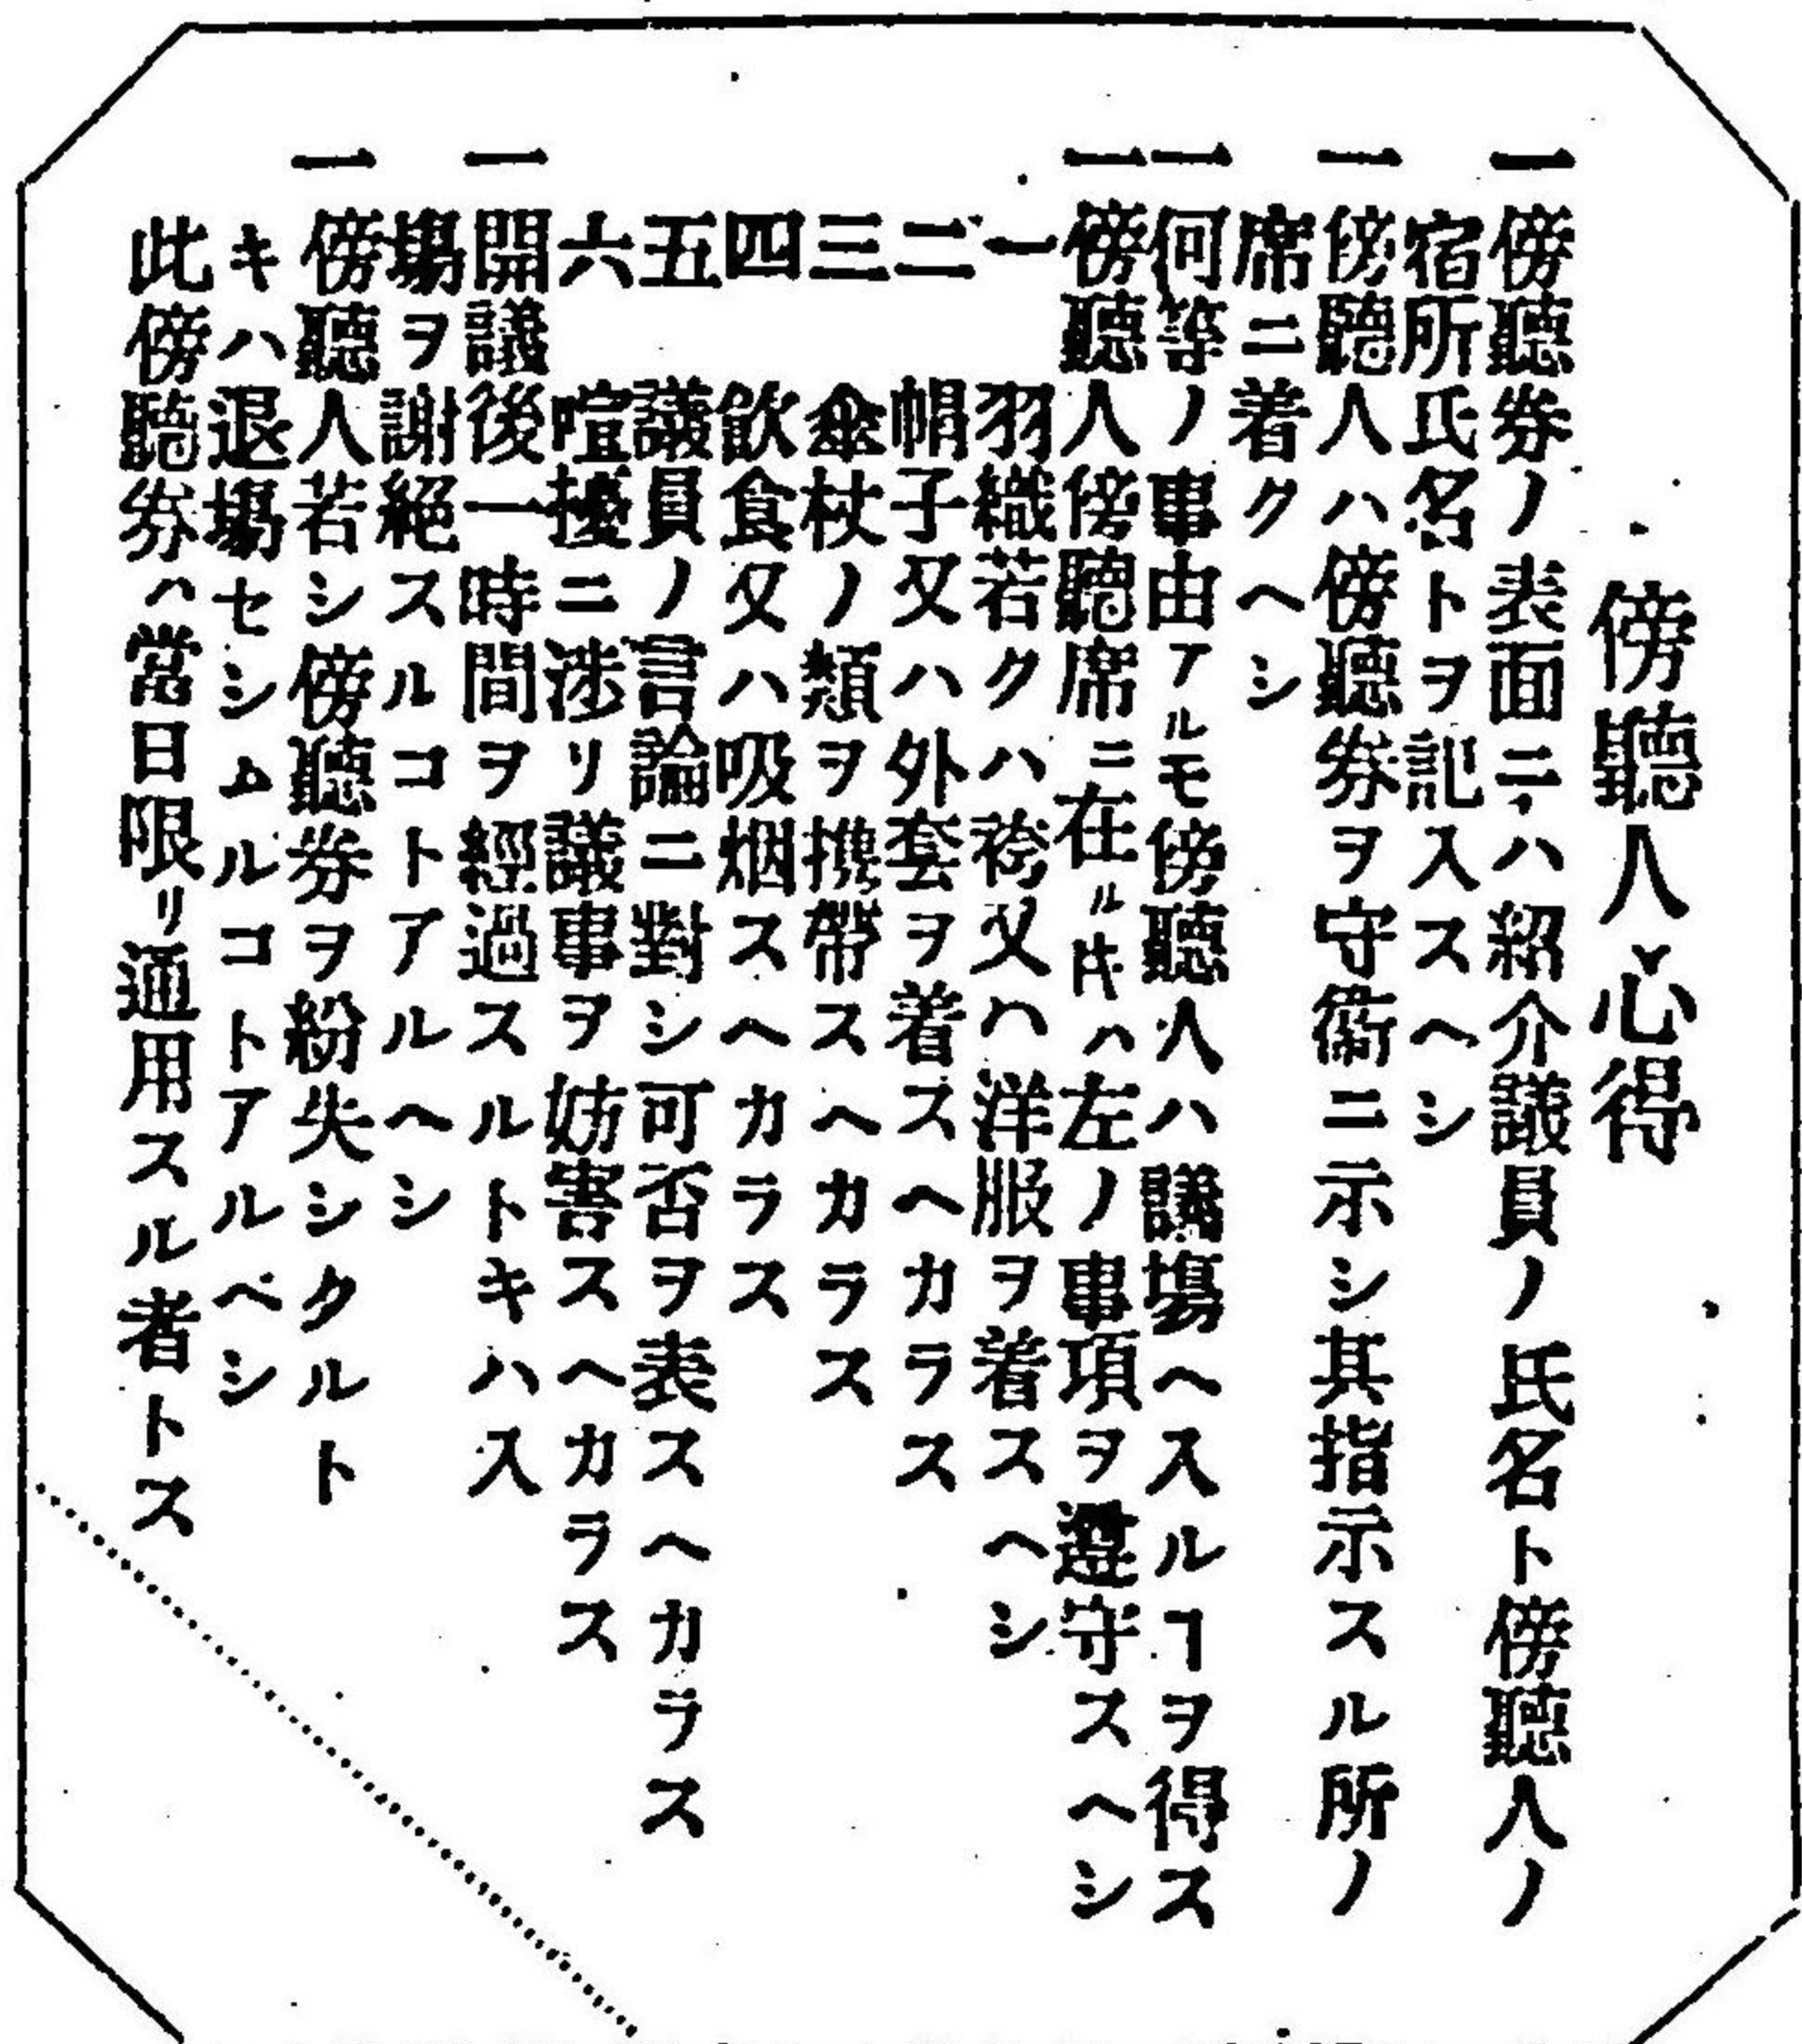 傍聽人心得
一傍聽券ノ表面ニハ紹介議員ノ氏名ト傍聽人ノ
宿所氏名トヲ記入スヘシ
一傍聽人ハ傍聽券ヲ守衞ニ示シ其指示スル所ノ
席ニ着クヘシ
一何等ノ事由アルモ傍聽人ハ議塲ヘ入ルヿヲ得ス
一傍聽人傍聽席ニ在ル氏ハ左ノ事項ヲ遵守スヘシ
一 羽織若クハ袴又ハ洋服ヲ着スヘシ
二 帽子又ハ外套ヲ着スヘカラス
三 傘杖ノ類ヲ携帶スヘカラス
四 飮食又ハ吸烟スヘカラス
五 議員ノ言論ニ對シ可否ヲ表スヘカラス
六 喧擾ニ涉リ議事ヲ妨害スヘカラス
一開議後一時間ヲ經過スルトキハ入
塲ヲ謝絕スルコトアルヘシ
一傍聽人若シ傍聽券ヲ紛失シクルト
キハ退塲セシムルコトアルベシ
此傍聽券ハ當日限リ通用スル者トス